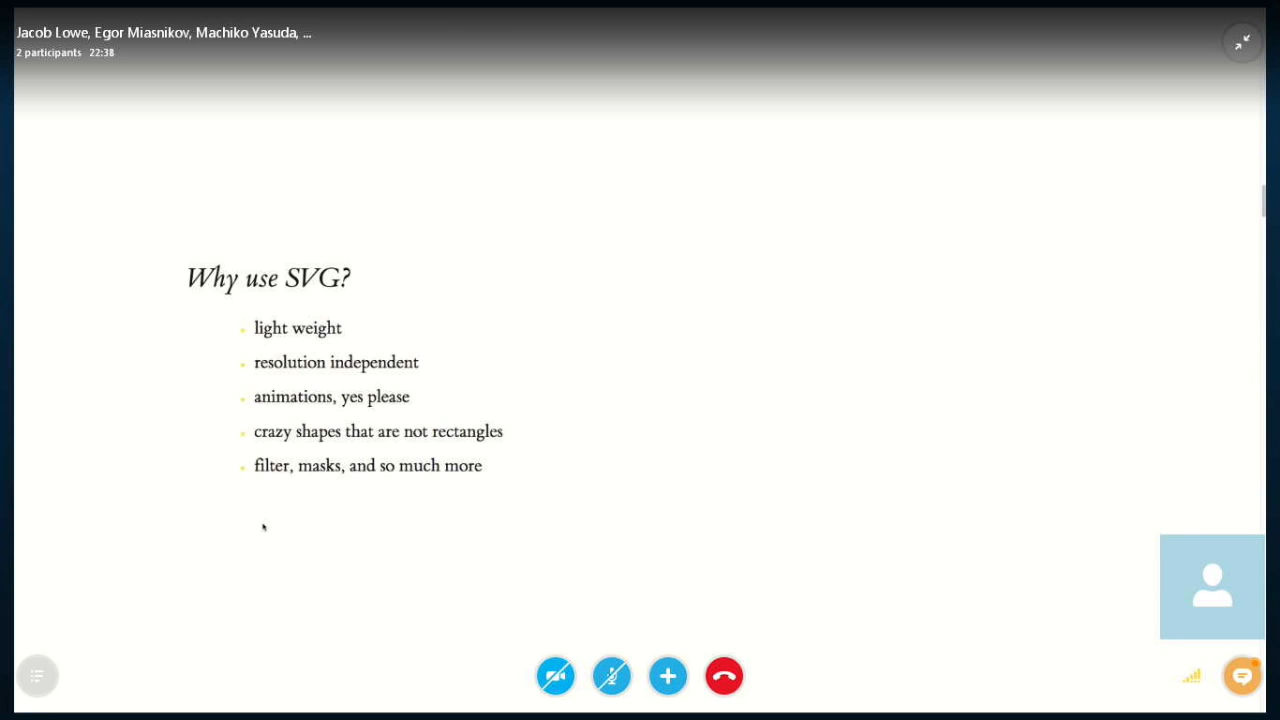 Jacob Lowe, Egor Miasnikov, Machiko Yasuda, ...
2 participants 22:38
Why use SVG?
light weight
resolution independent
animations, yes please
crazy shapes that are not rectangles
filter, masks, and so much more